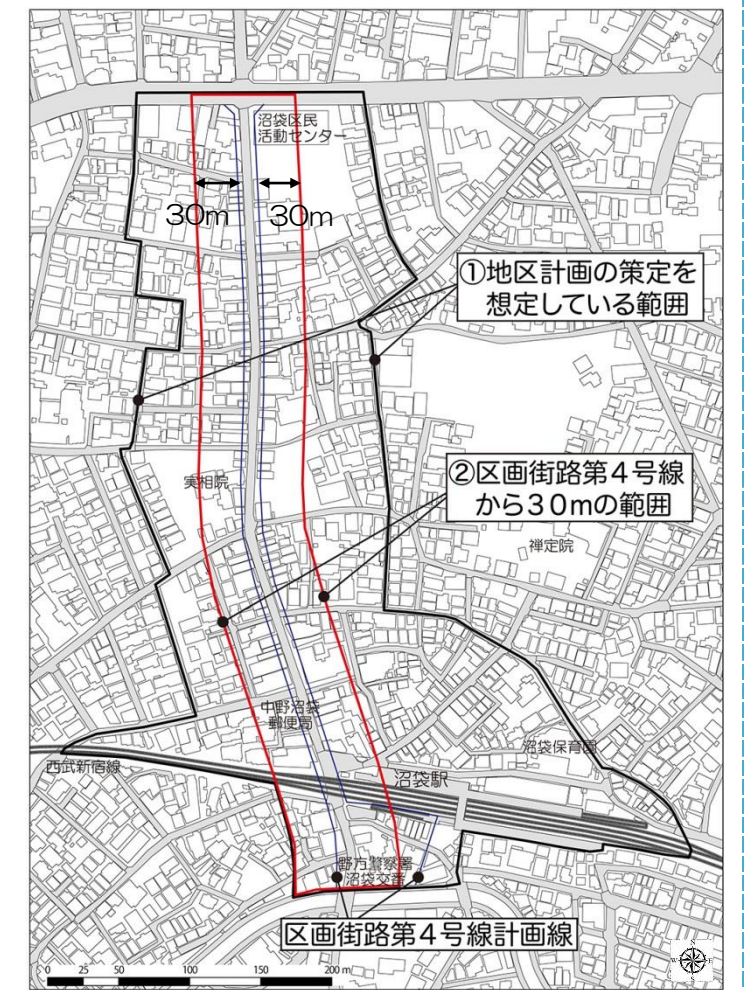 沼袋区民
活動センター
30m 30m
①地区計画の策定を
想定している範囲
実相院
②区画街路第4号線
から30mの範囲
禅定院
中野沼袋
郵便局
沼袋保育園
西武新宿線
沼袋駅
野方警察署
沼袋交番
区画街路第4号線計画線
0 25 50 100 150 200 m
N
W E
S